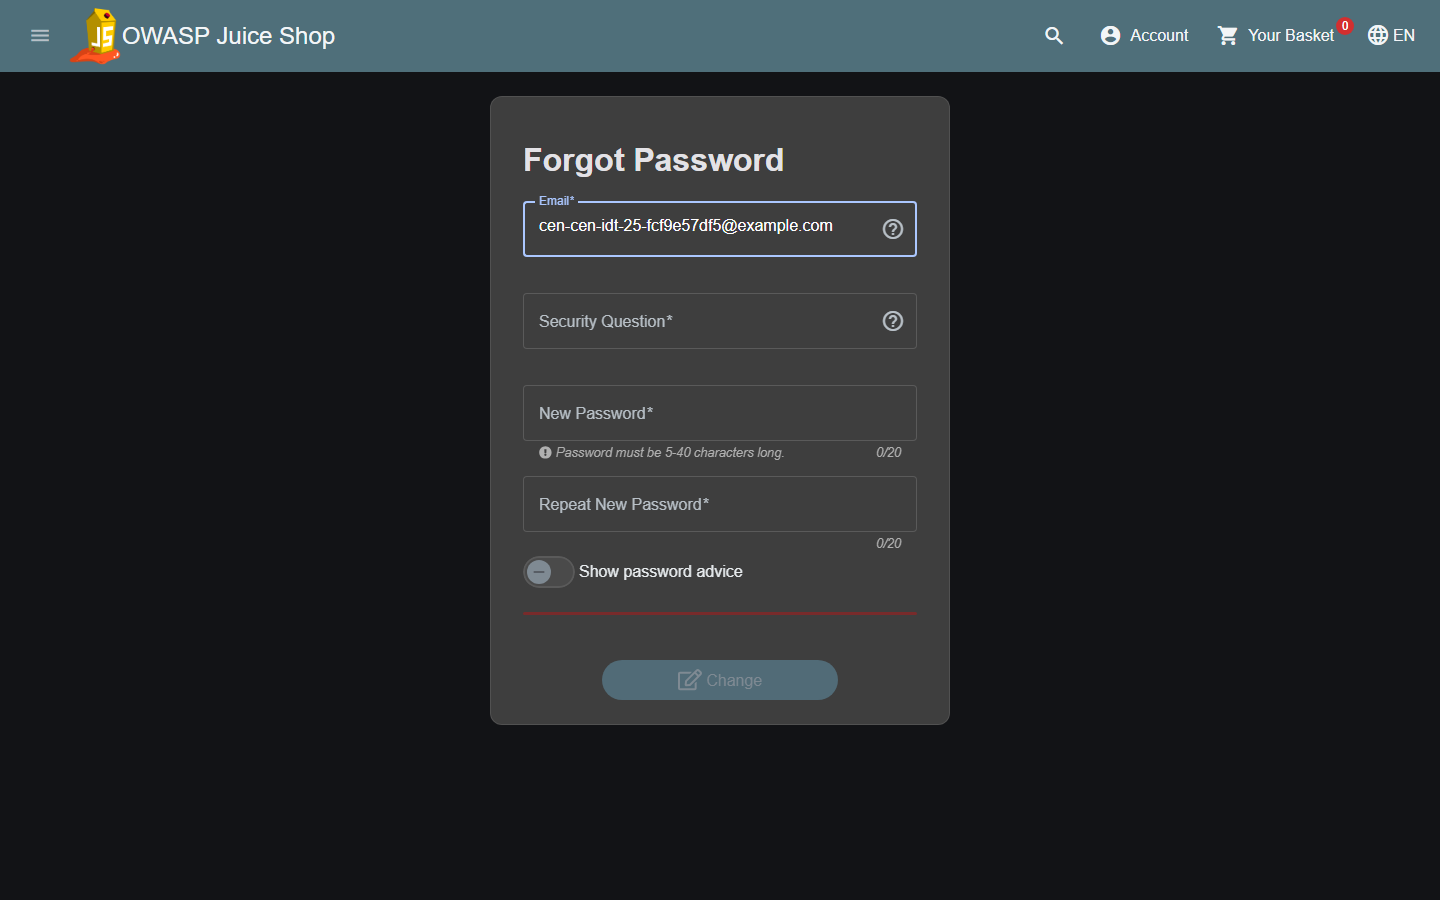 OWASP Juice Shop
Account
Your Basket 0
EN
Forgot Password
Email*
cen-cen-idt-25-fcf9e57df5@example.com
Security Question*
New Password*
Password must be 5-40 characters long. 0/20
Repeat New Password*
0/20
Show password advice
Change